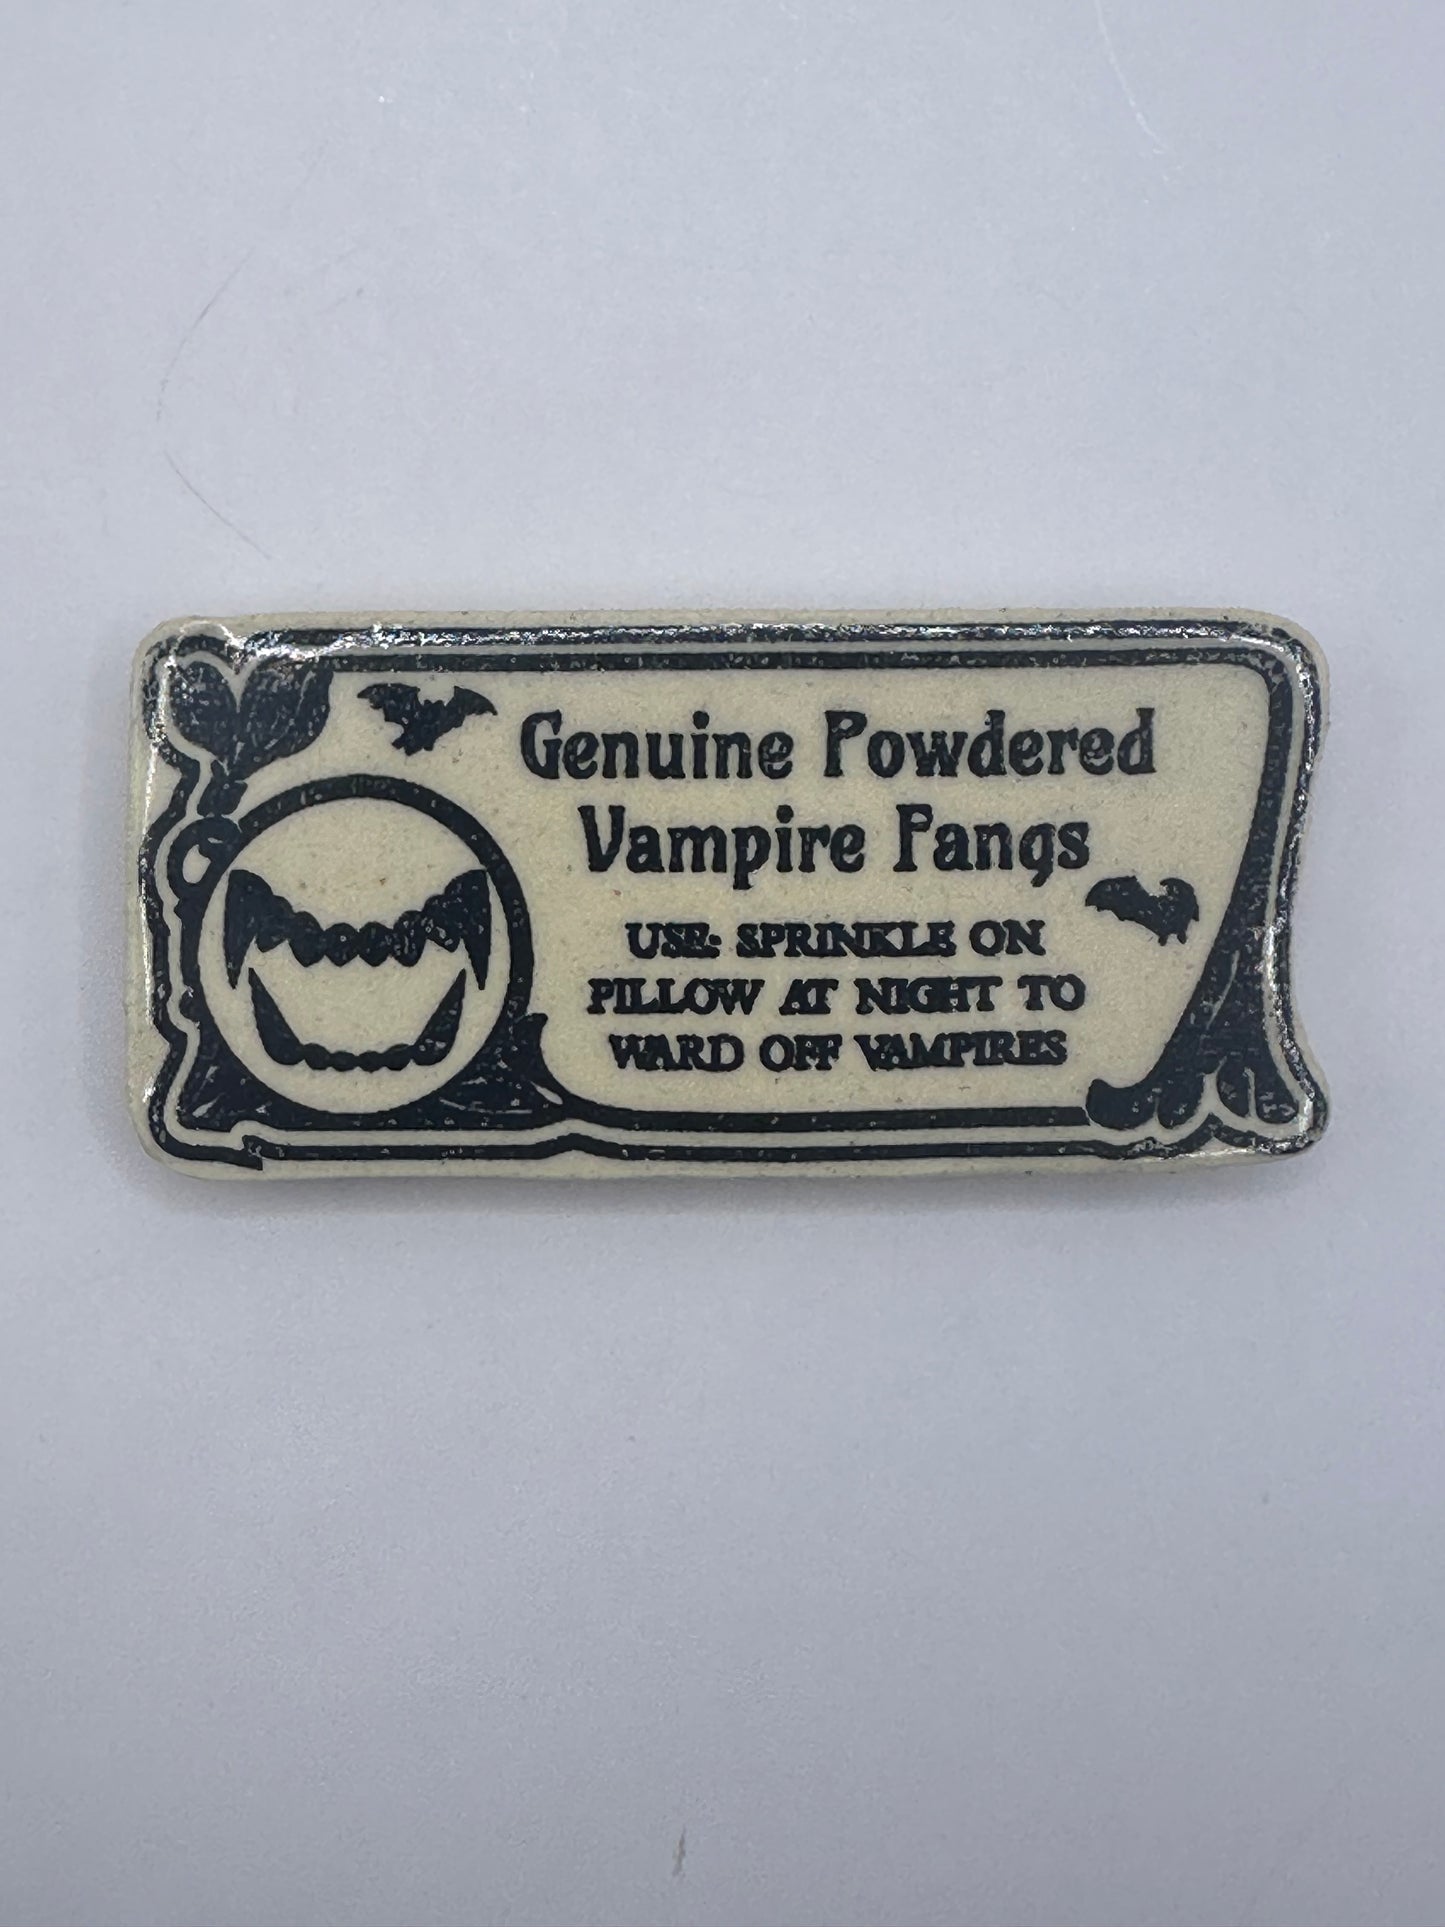 Genuine Powdered
Vampire Fangs
USE: SPRINKLE ON
PILLOW AT NIGHT TO
WARD OFF VAMPIRES